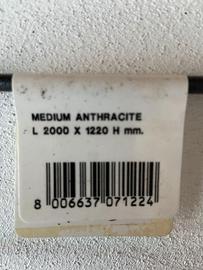 MEDIUM ANTHRACITE
L 2000 X 1220 H mm.
8 006637 071224